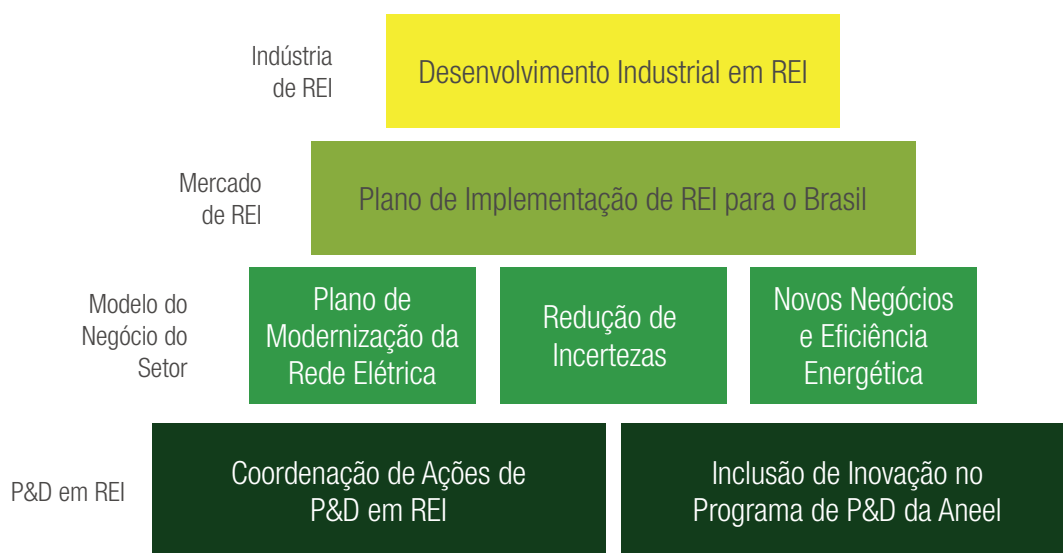 Indústria
de REI
Desenvolvimento Industrial em REI
Mercado
de REI
Plano de Implementação de REI para o Brasil
Modelo do
Negócio do
Setor
Plano de
Modernização da
Rede Elétrica
Redução de
Incertezas
Novos Negócios
e Eficiência
Energética
P&D em REI
Coordenação de Ações de
P&D em REI
Inclusão de Inovação no
Programa de P&D da Aneel